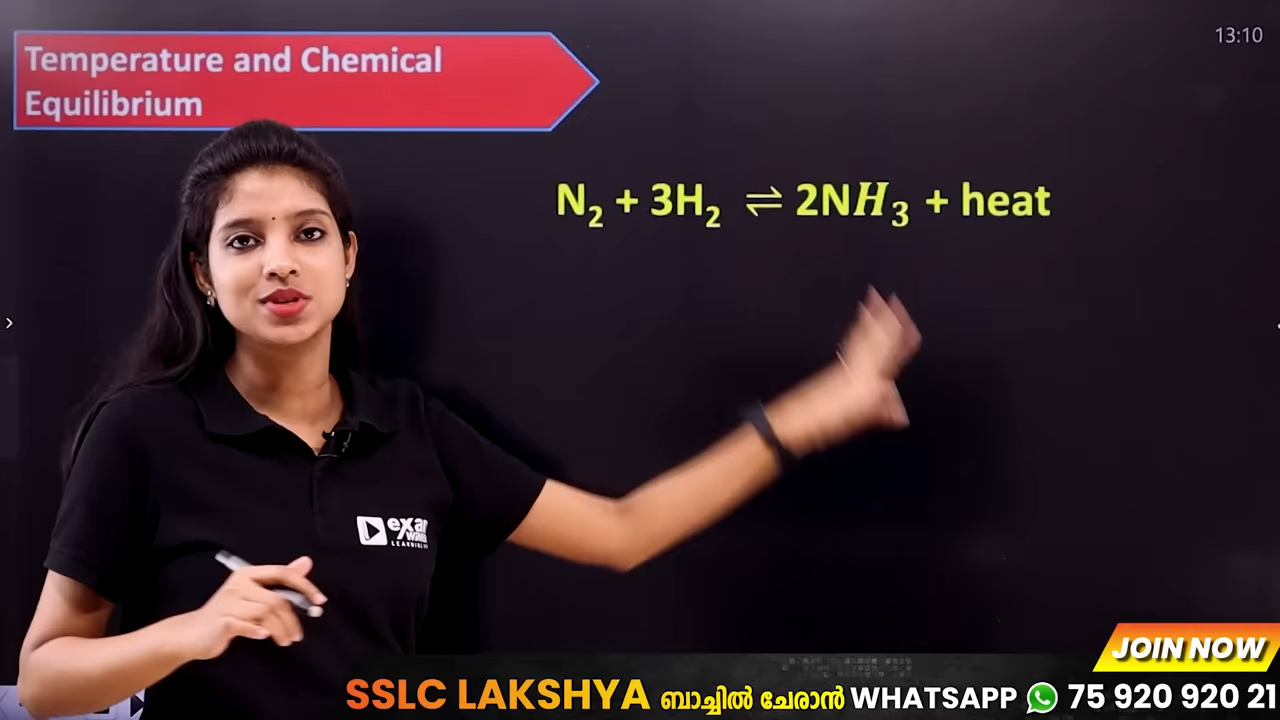 Temperature and Chemical
Equilibrium
13:10
N₂ + 3H₂ ⇌ 2NH₃ + heat
JOIN NOW
SSLC LAKSHYA ബാച്ചിൽ ചേരാൻ WHATSAPP 75 920 920 21